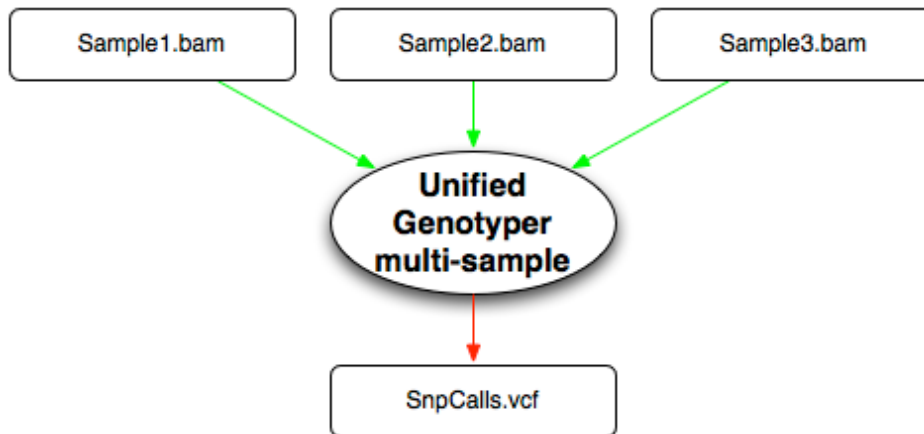 Sample1.bam
Sample2.bam
Sample3.bam
Unified
Genotyper
multi-sample
SnpCalls.vcf